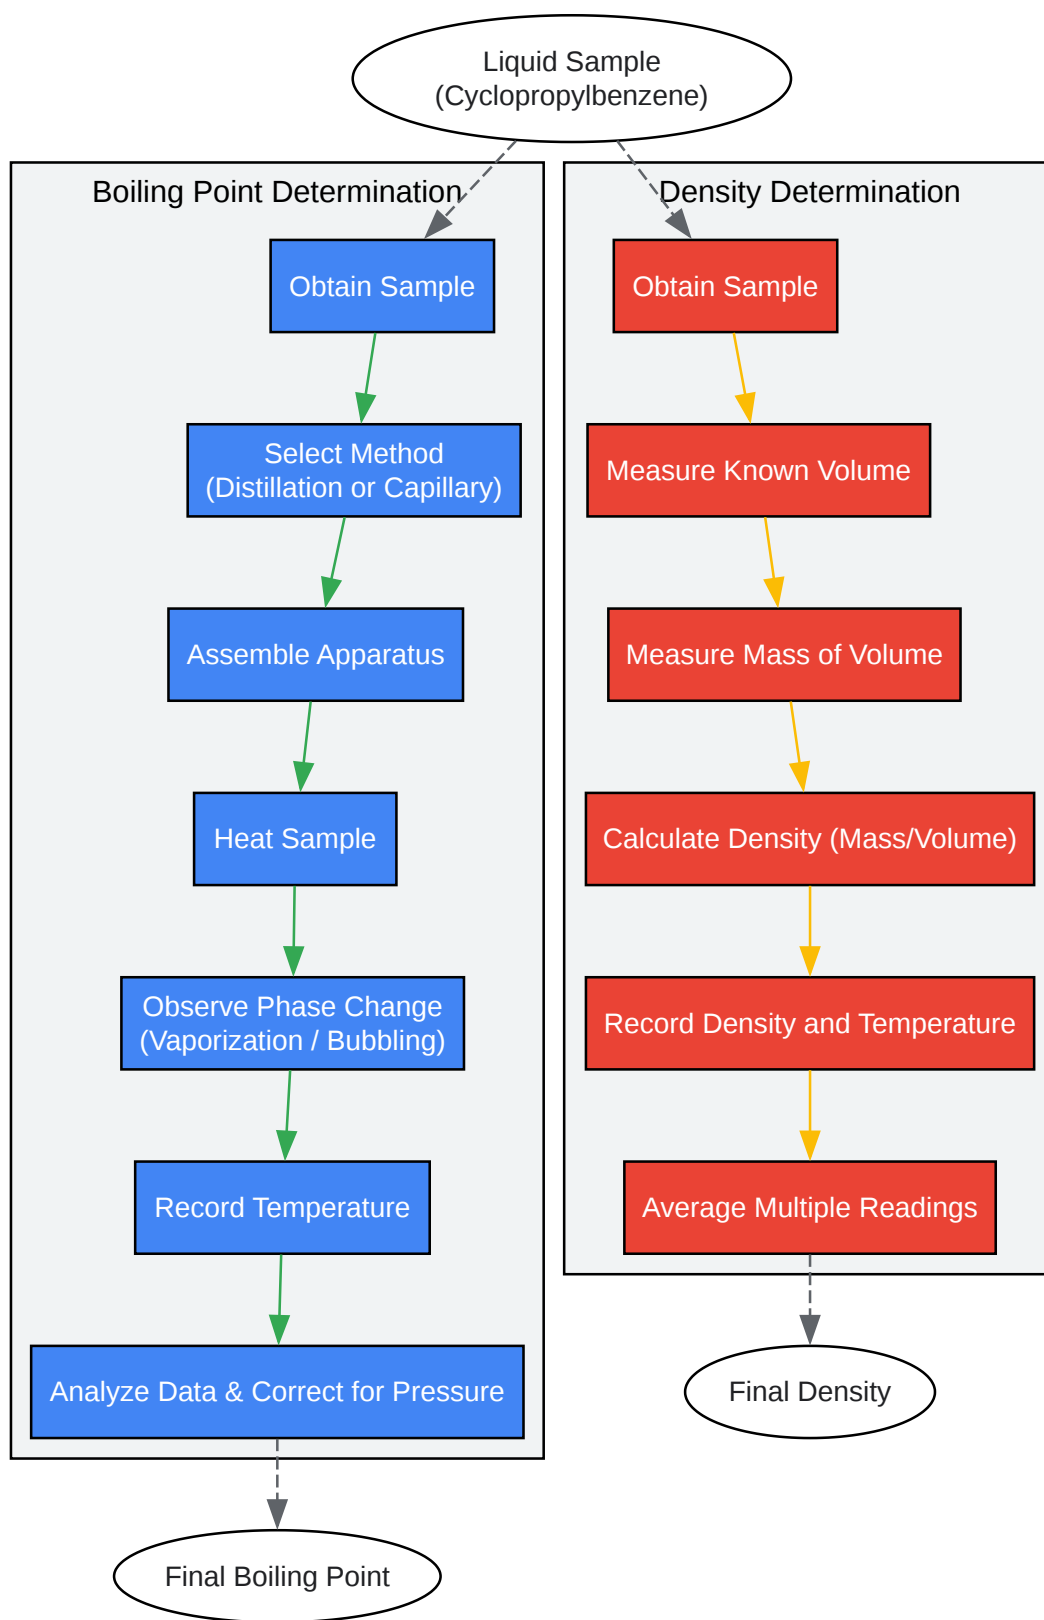 Liquid Sample
(Cyclopropylbenzene)
Boiling Point Determination
Obtain Sample
Select Method
(Distillation or Capillary)
Assemble Apparatus
Heat Sample
Observe Phase Change
(Vaporization / Bubbling)
Record Temperature
Analyze Data & Correct for Pressure
Final Boiling Point
Density Determination
Obtain Sample
Measure Known Volume
Measure Mass of Volume
Calculate Density (Mass/Volume)
Record Density and Temperature
Average Multiple Readings
Final Density